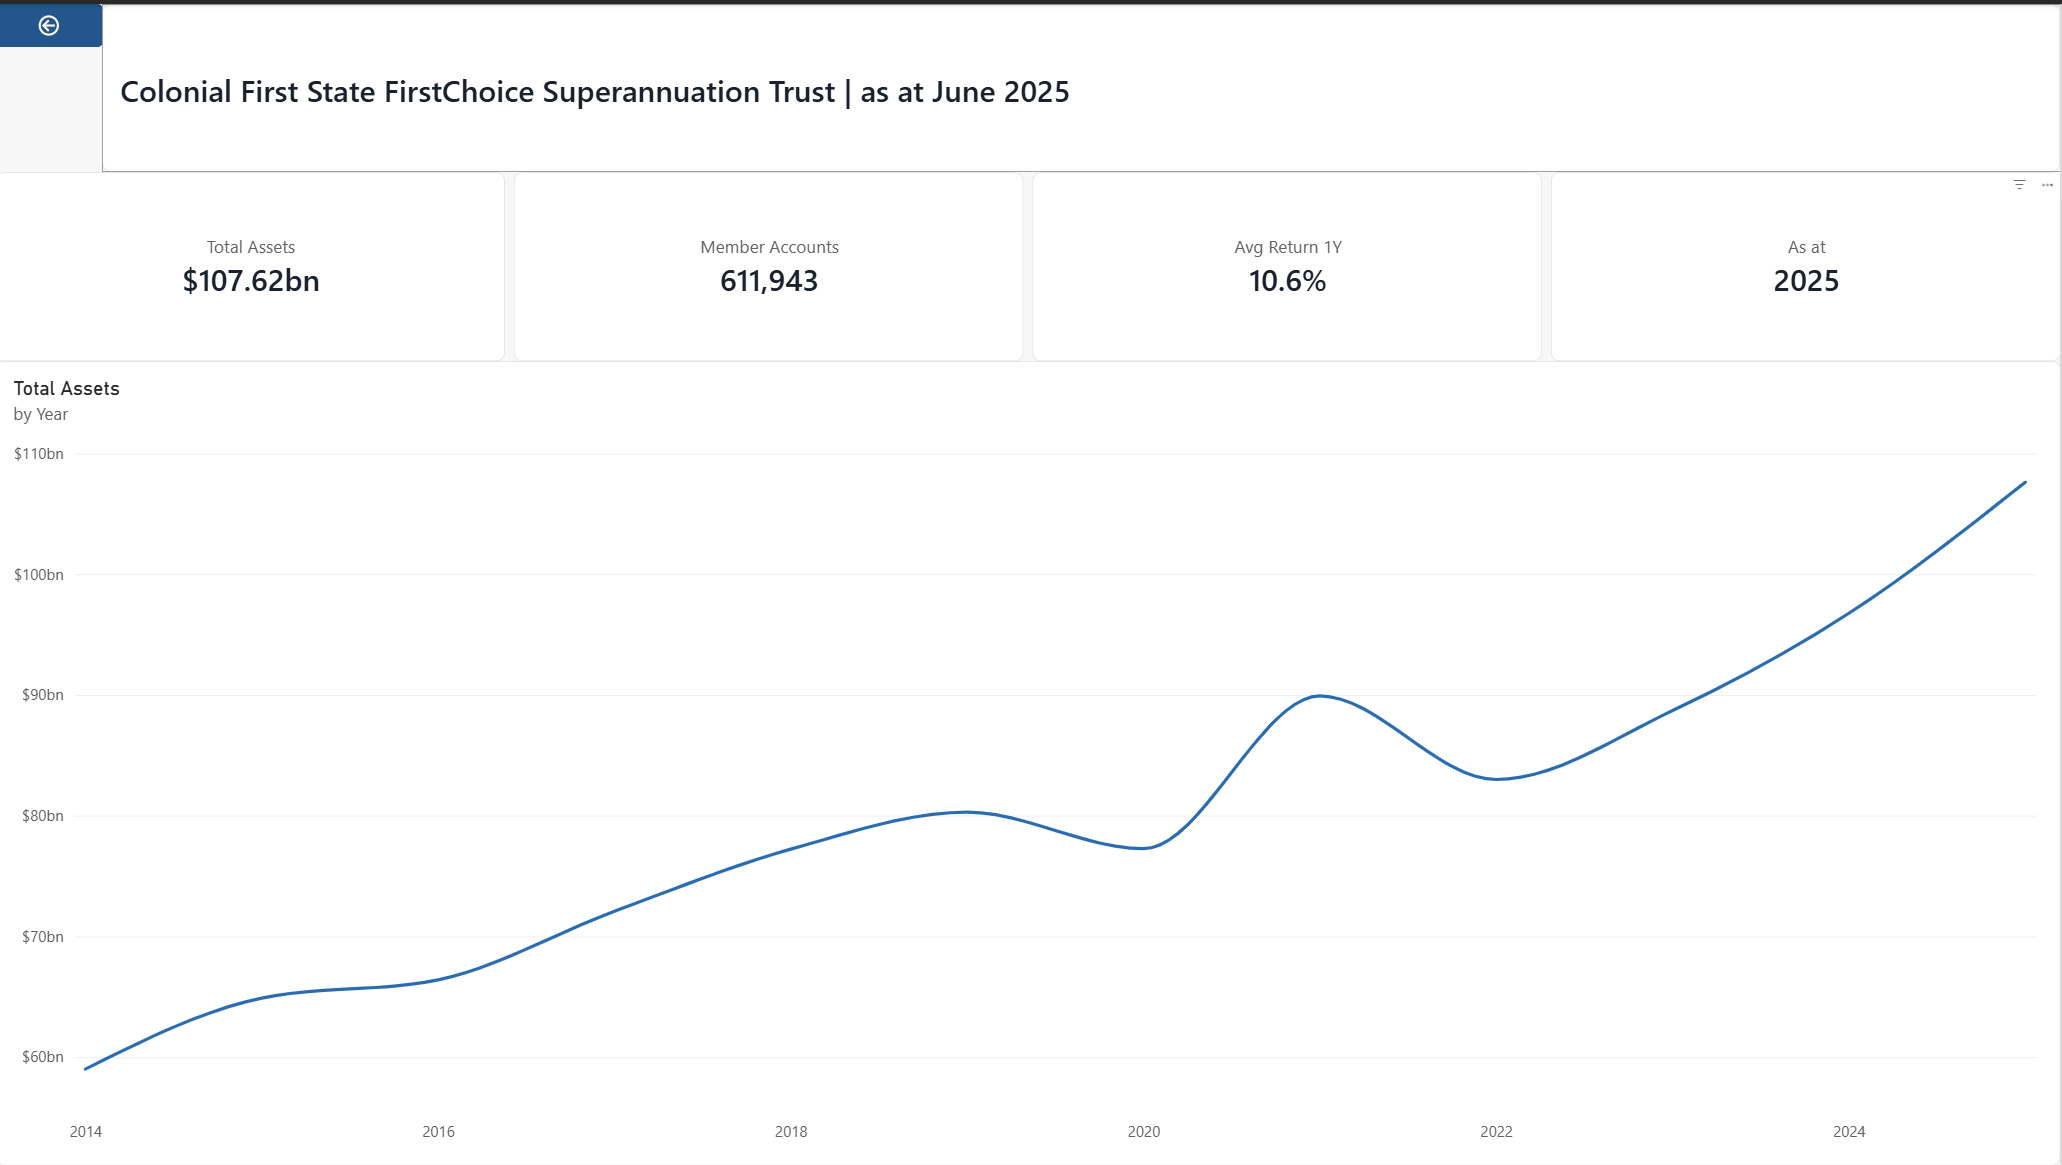 Colonial First State FirstChoice Superannuation Trust | as at June 2025
Total Assets
$107.62bn
Member Accounts
611,943
Avg Return 1Y
10.6%
As at
2025
Total Assets
by Year
$110bn
$100bn
$90bn
$80bn
$70bn
$60bn
2014 2016 2018 2020 2022 2024